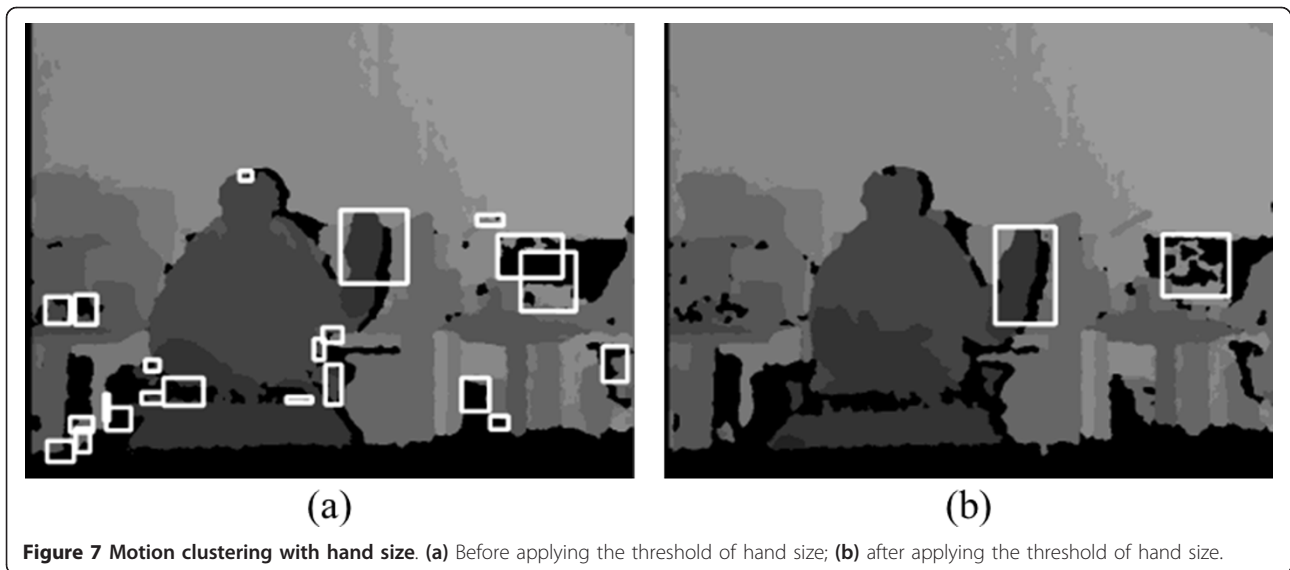 (a) (b)
Figure 7 Motion clustering with hand size. (a) Before applying the threshold of hand size; (b) after applying the threshold of hand size.